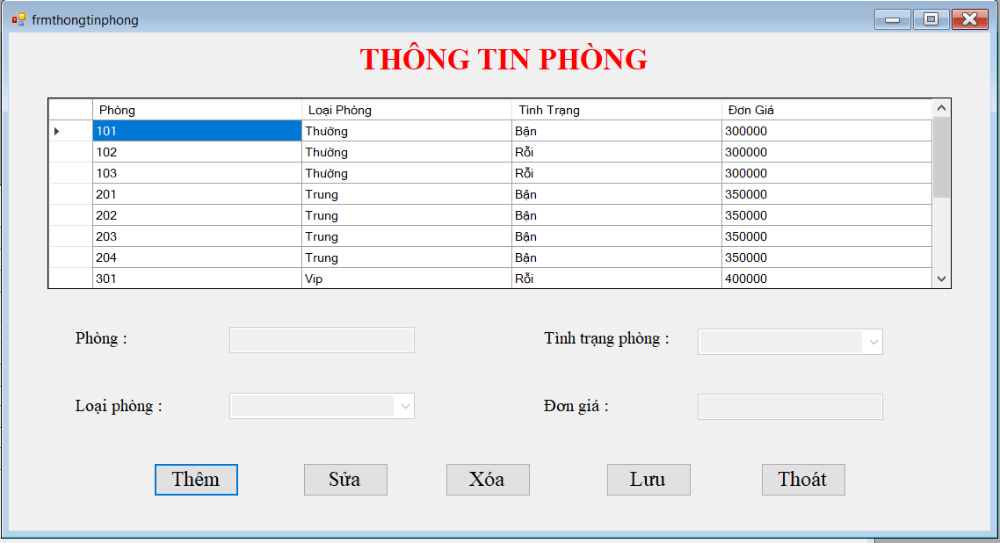 frmthongtinphong
THÔNG TIN PHÒNG
Phòng Loại Phòng Tình Trạng Đơn Giá
101 Thường Bận 300000
102 Thường Rỗi 300000
103 Thường Rỗi 300000
201 Trung Bận 350000
202 Trung Bận 350000
203 Trung Bận 350000
204 Trung Bận 350000
301 Vip Rỗi 400000
Phòng : Tình trạng phòng :
Loại phòng : Đơn giá :
Thêm Sửa Xóa Lưu Thoát